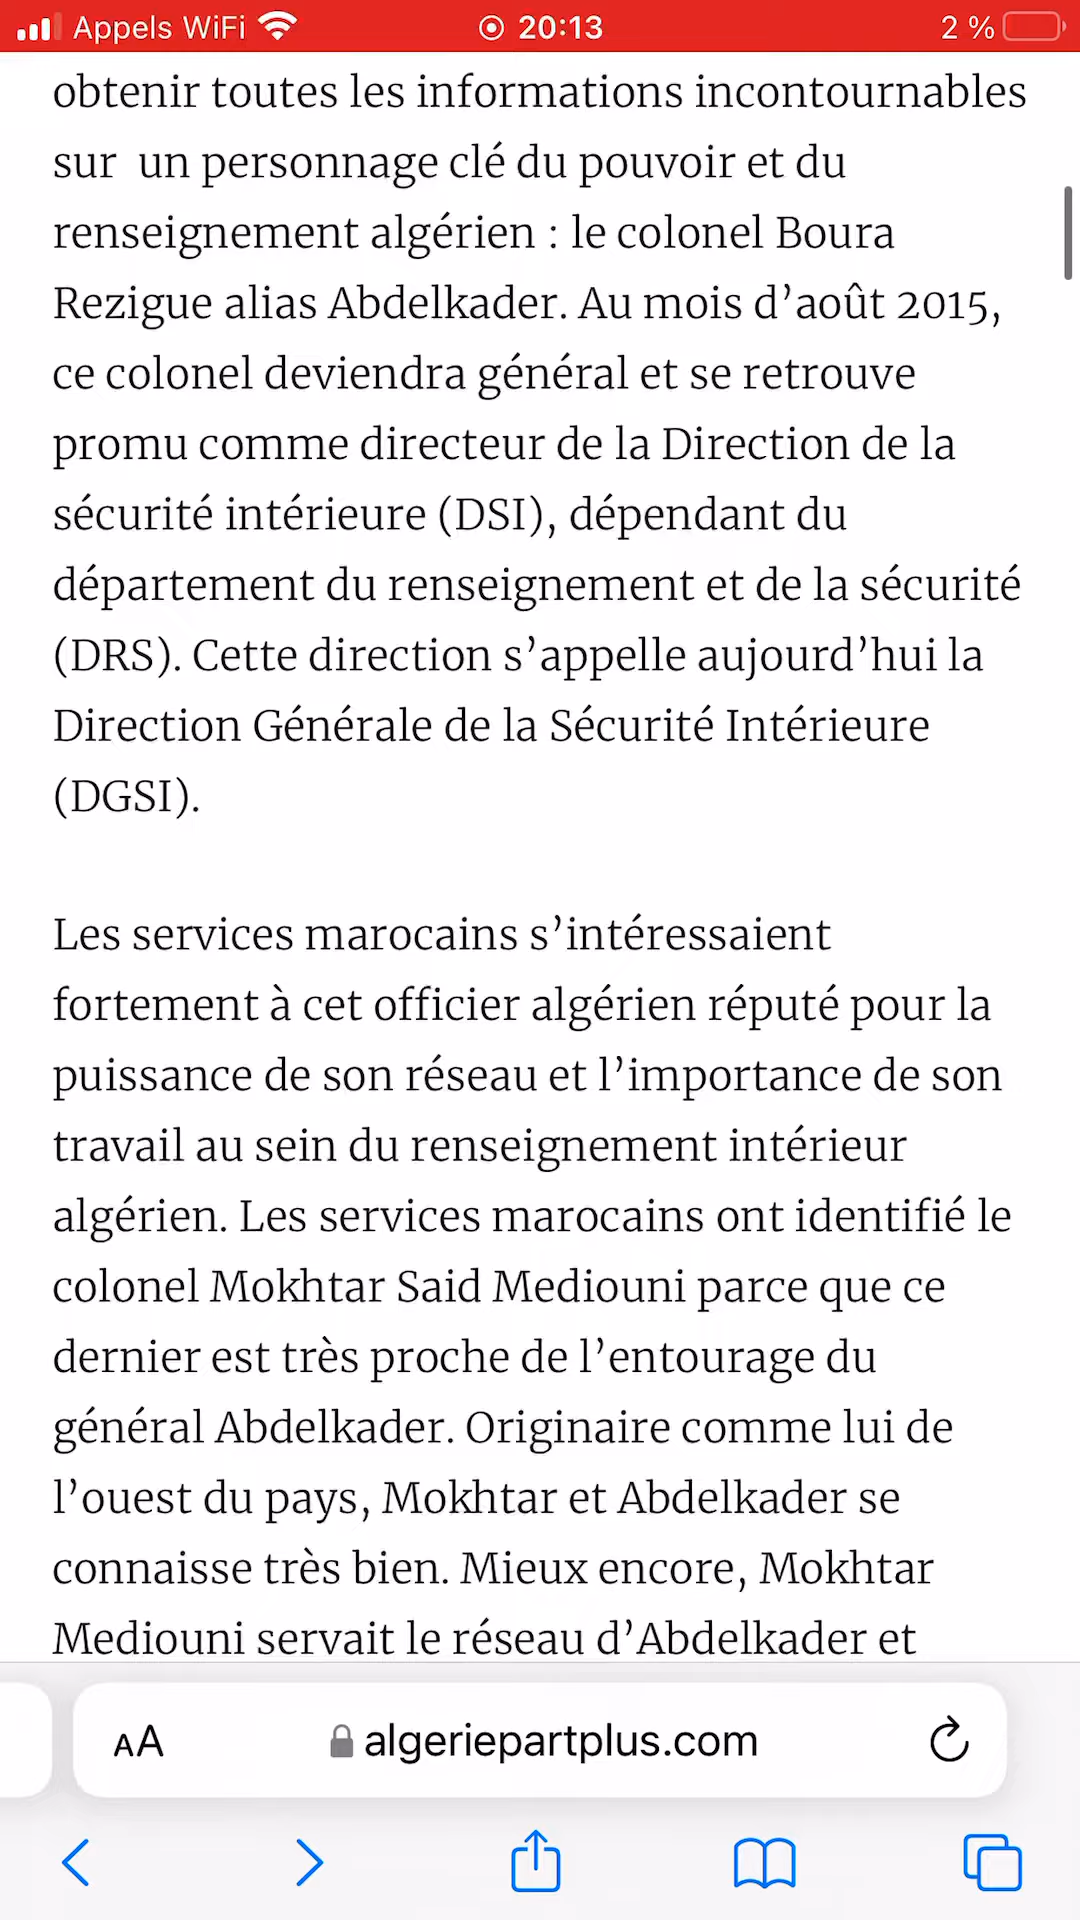 Appels WiFi 20:13 2 %
obtenir toutes les informations incontournables
sur un personnage clé du pouvoir et du
renseignement algérien : le colonel Boura
Rezigue alias Abdelkader. Au mois d’août 2015,
ce colonel deviendra général et se retrouve
promu comme directeur de la Direction de la
sécurité intérieure (DSI), dépendant du
département du renseignement et de la sécurité
(DRS). Cette direction s’appelle aujourd’hui la
Direction Générale de la Sécurité Intérieure
(DGSI).
Les services marocains s’intéressaient
fortement à cet officier algérien réputé pour la
puissance de son réseau et l’importance de son
travail au sein du renseignement intérieur
algérien. Les services marocains ont identifié le
colonel Mokhtar Said Mediouni parce que ce
dernier est très proche de l’entourage du
général Abdelkader. Originaire comme lui de
l’ouest du pays, Mokhtar et Abdelkader se
connaisse très bien. Mieux encore, Mokhtar
Mediouni servait le réseau d’Abdelkader et
AA algeriepartplus.com